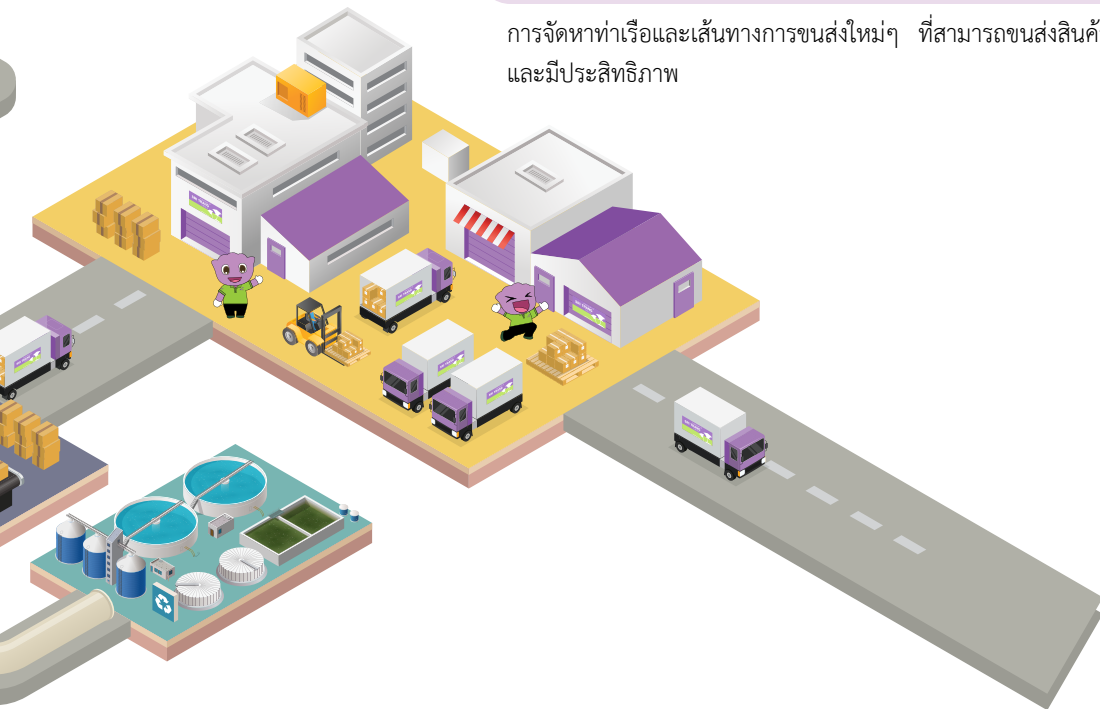 การจัดหาท่าเรือและเส้นทางการขนส่งใหม่ๆ ที่สามารถขนส่งสินค้า
และมีประสิทธิภาพ